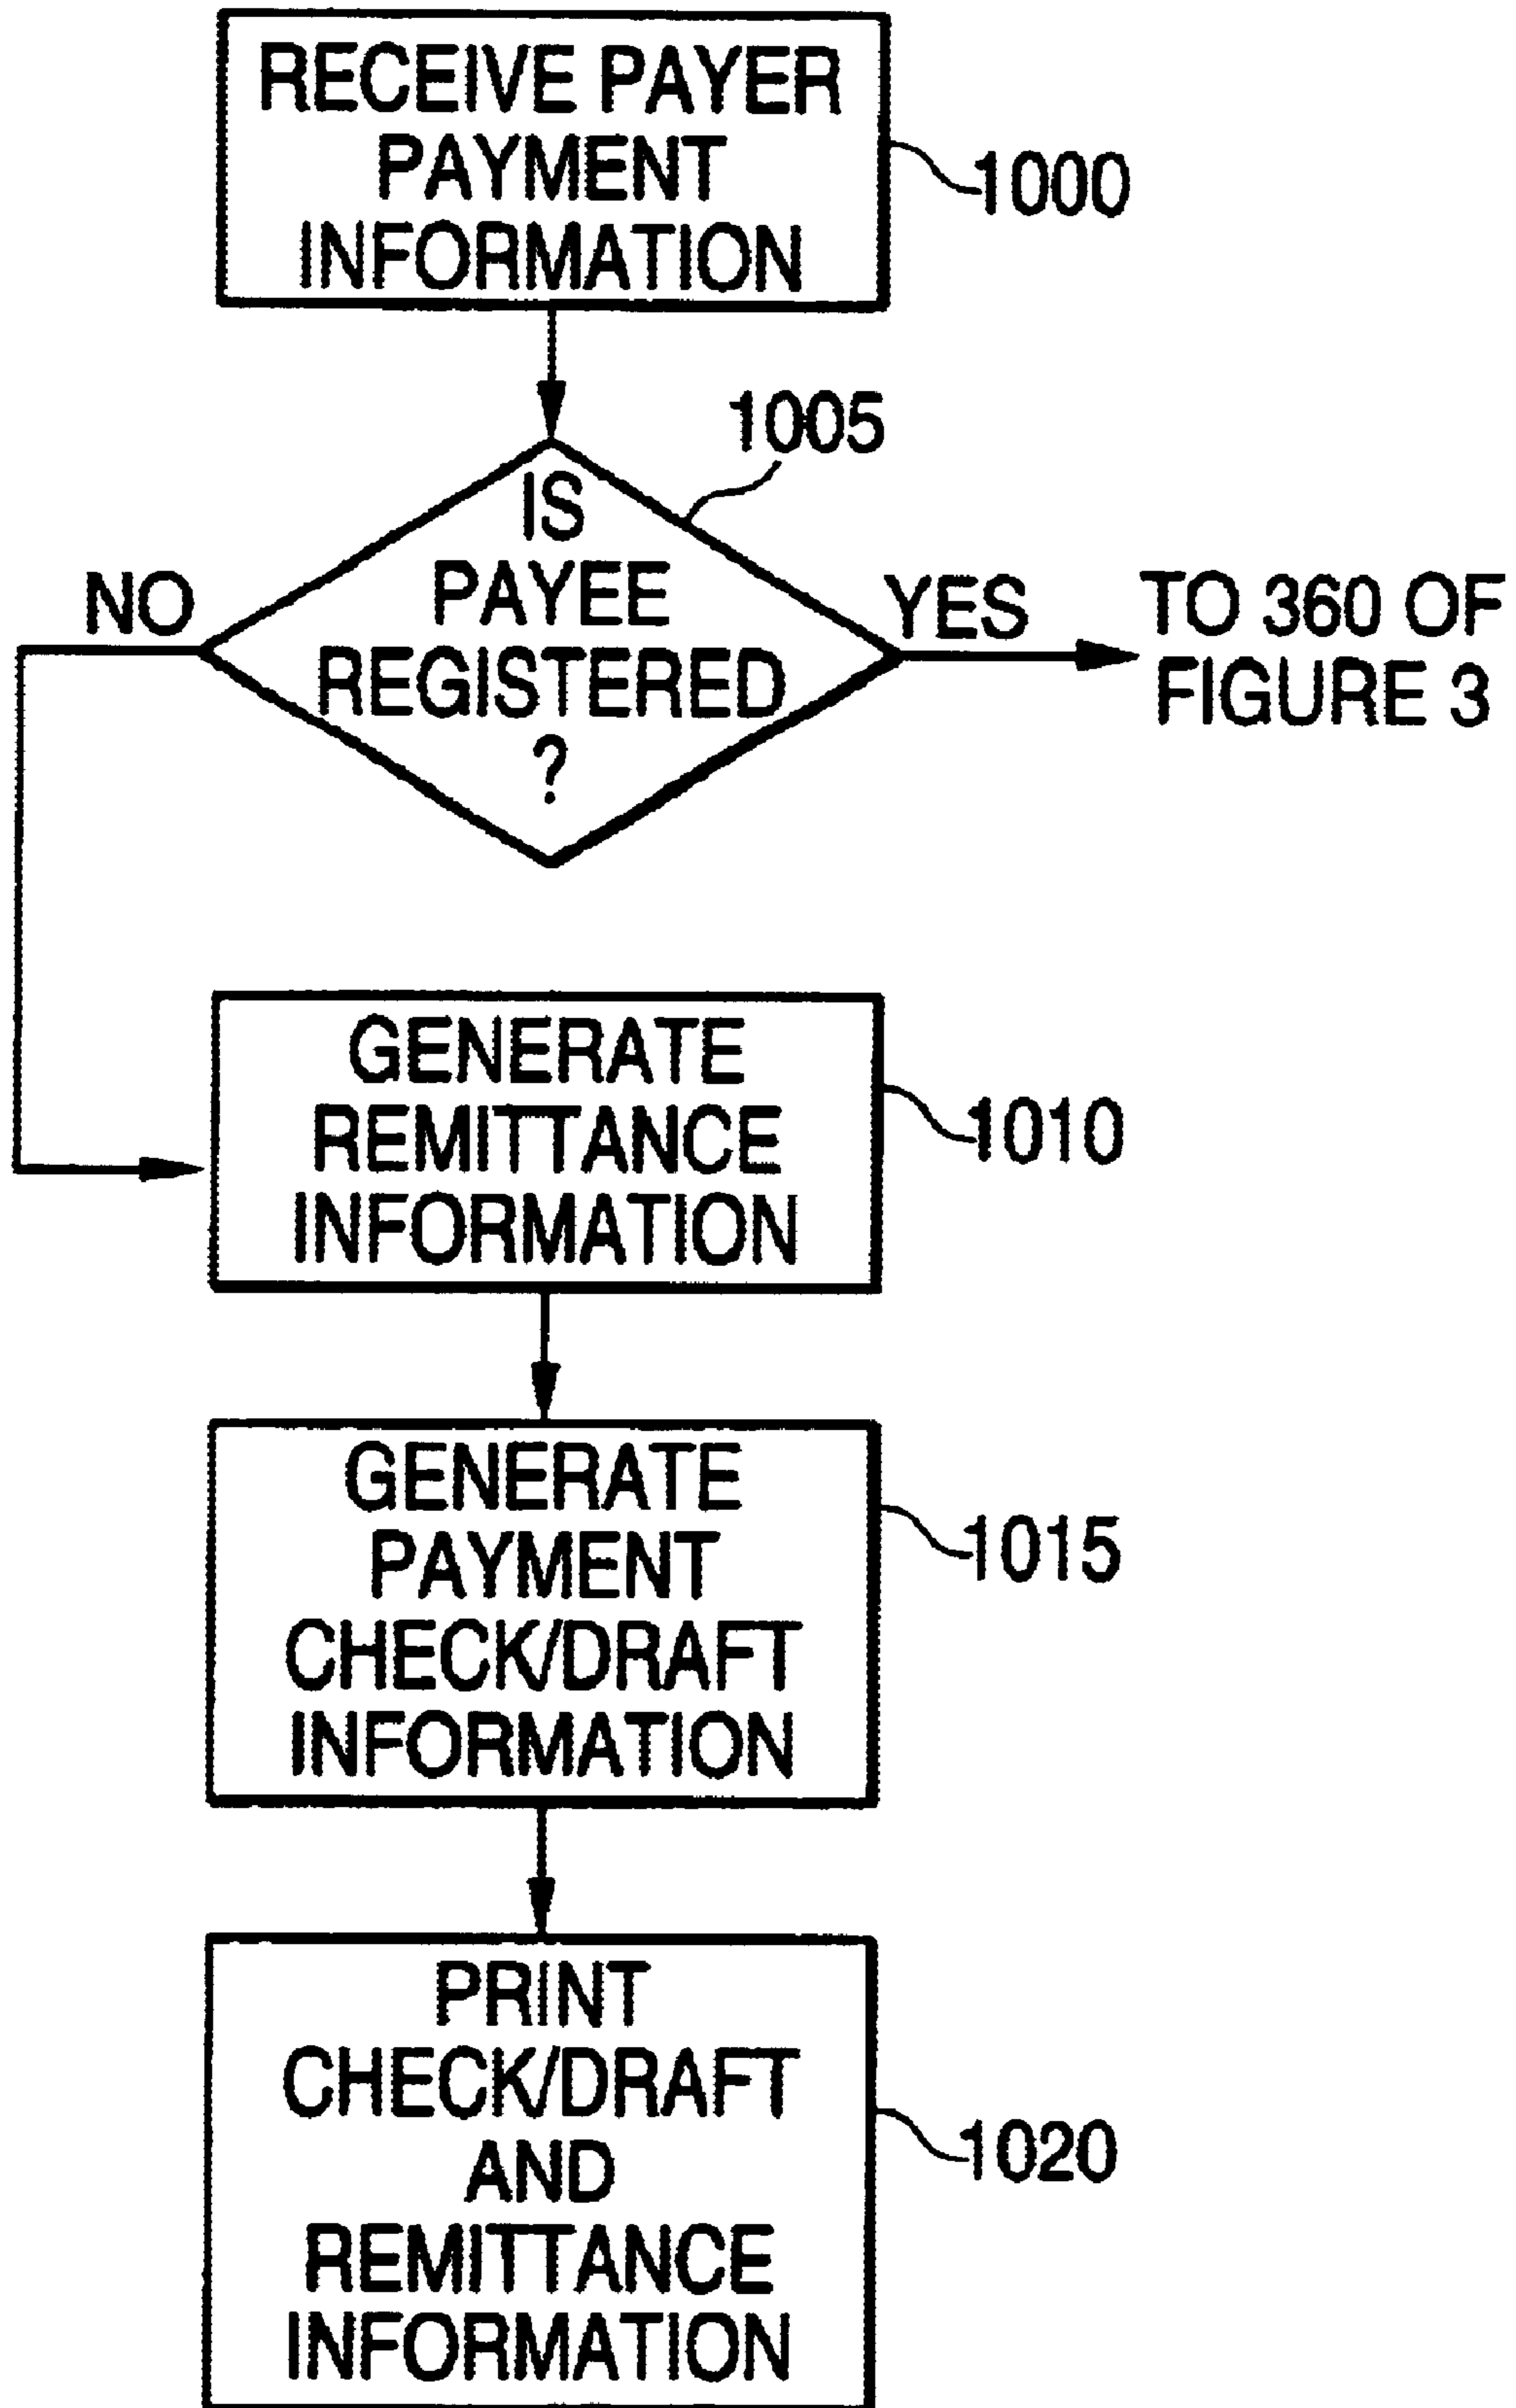 RECEIVE PAYER
PAYMENT
INFORMATION
1000
1005
IS
PAYEE
REGISTERED
?
NO
YES
TO 360 OF
FIGURE 3
GENERATE
REMITTANCE
INFORMATION
1010
GENERATE
PAYMENT
CHECK/DRAFT
INFORMATION
1015
PRINT
CHECK/DRAFT
AND
REMITTANCE
INFORMATION
1020